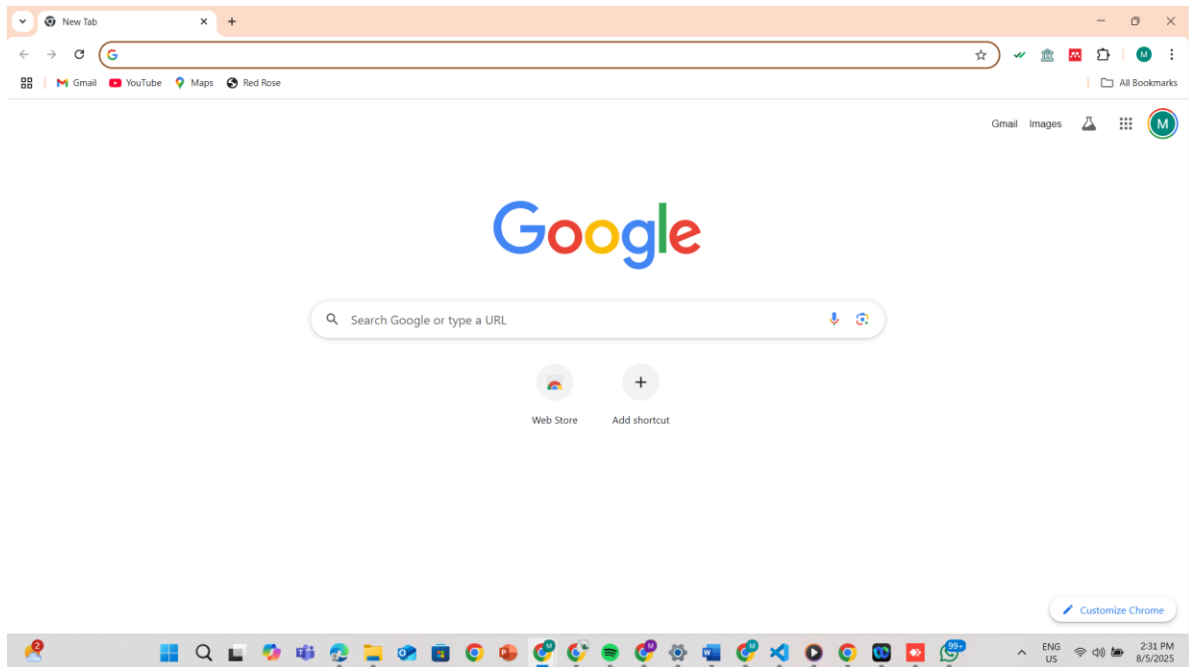 New Tab
Gmail YouTube Maps Red Rose All Bookmarks
Gmail Images M
Google
Search Google or type a URL
Web Store Add shortcut
Customize Chrome
2 99+ ENG 2:31 PM
US 8/5/2025